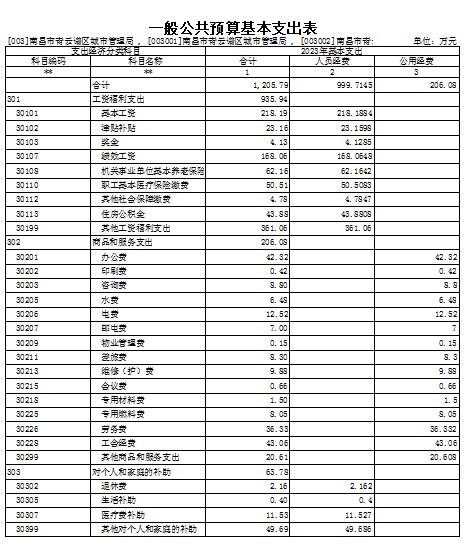 一般公共预算基本支出表
[003]南昌市青云谱区城市管理局 , [003001]南昌市青云谱区城市管理局 , [003002]南昌市青: 单位: 万元
支出经济分类科目 2023年基本支出
科目编码 科目名称 合计 人员经费 公用经费
** ** 1 2 3
合计 1,205.79 999.7145 206.08
301 工资福利支出 935.94
30101 基本工资 218.19 218.1884
30102 津贴补贴 23.16 23.1598
30103 奖金 4.13 4.1285
30107 绩效工资 168.06 168.0648
30108 机关事业单位基本养老保险 62.16 62.1642
30110 职工基本医疗保险缴费 50.51 50.5083
30112 其他社会保障缴费 4.78 4.7847
30113 住房公积金 43.88 43.8808
30199 其他工资福利支出 361.06 361.06
302 商品和服务支出 206.08
30201 办公费 42.32 42.32
30202 印刷费 0.42 0.42
30203 咨询费 8.80 8.8
30205 水费 6.48 6.48
30206 电费 12.52 12.52
30207 邮电费 7.00 7
30209 物业管理费 0.15 0.15
30211 差旅费 8.30 8.3
30213 维修（护）费 9.88 9.88
30215 会议费 0.66 0.66
30218 专用材料费 1.50 1.5
30225 专用燃料费 8.05 8.05
30226 劳务费 36.33 36.332
30228 工会经费 43.06 43.06
30299 其他商品和服务支出 20.61 20.608
303 对个人和家庭的补助 63.78
30302 退休费 2.16 2.162
30305 生活补助 0.40 0.4
30307 医疗费补助 11.53 11.527
30399 其他对个人和家庭的补助 49.69 49.686